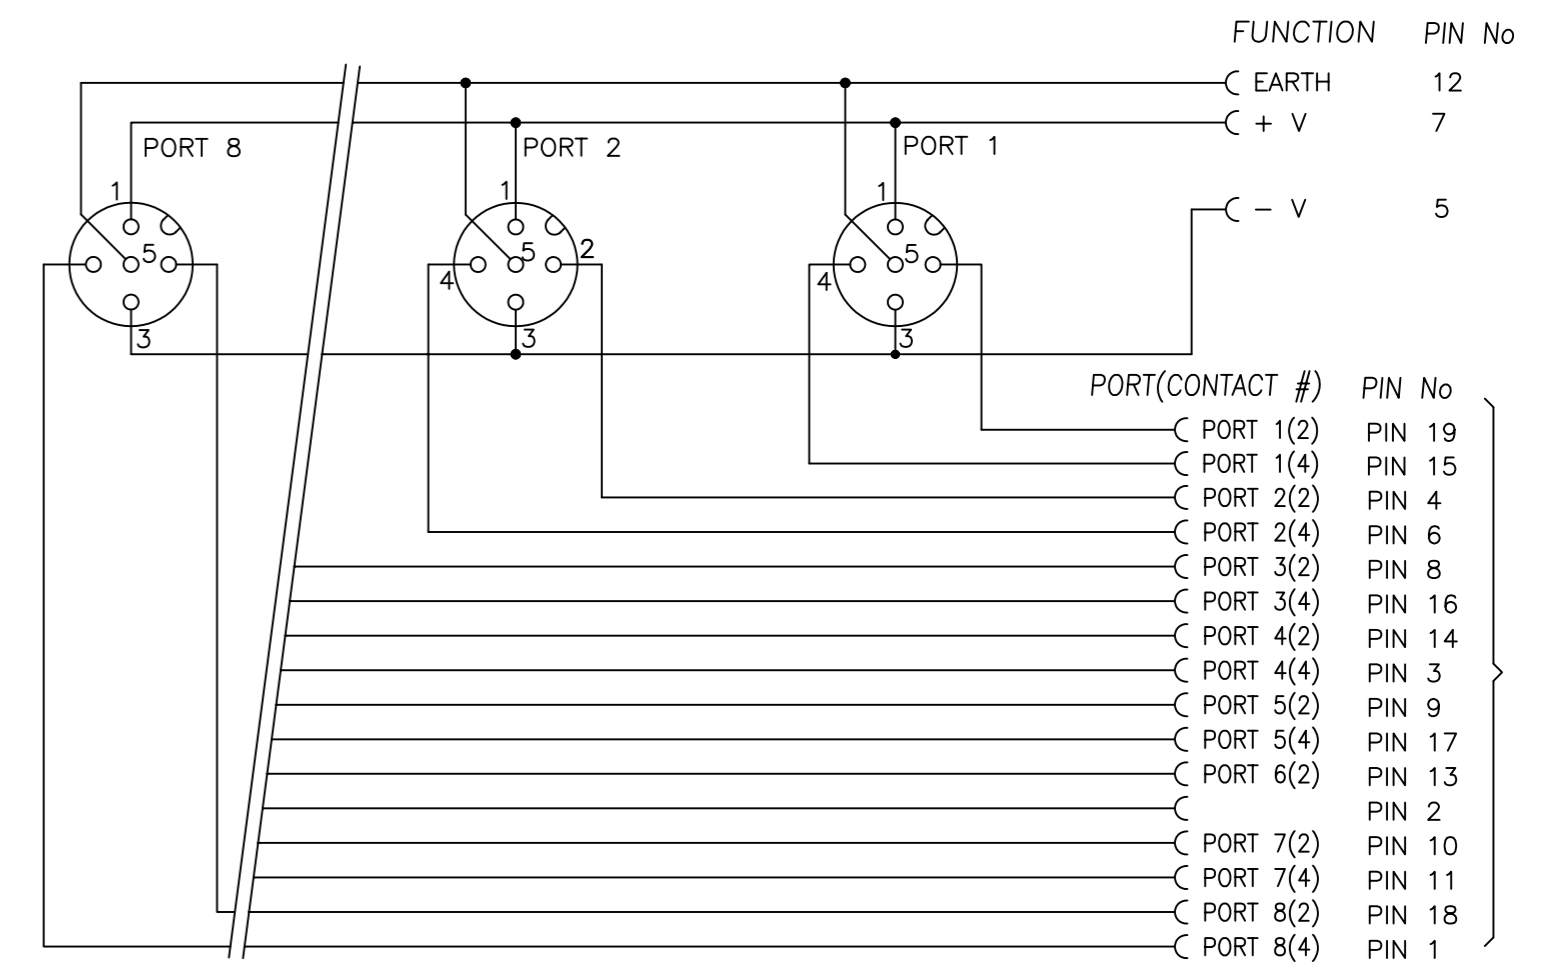 FUNCTION PIN No
EARTH 12
+ V 7
PORT 8 PORT 2 PORT 1
1 1 1
- V 5
5 5 2 5
4 4
3 3 3
PORT(CONTACT #) PIN No
PORT 1(2) PIN 19
PORT 1(4) PIN 15
PORT 2(2) PIN 4
PORT 2(4) PIN 6
PORT 3(2) PIN 8
PORT 3(4) PIN 16
PORT 4(2) PIN 14
PORT 4(4) PIN 3
PORT 5(2) PIN 9
PORT 5(4) PIN 17
PORT 6(2) PIN 13
PIN 2
PORT 7(2) PIN 10
PORT 7(4) PIN 11
PORT 8(2) PIN 18
PORT 8(4) PIN 1